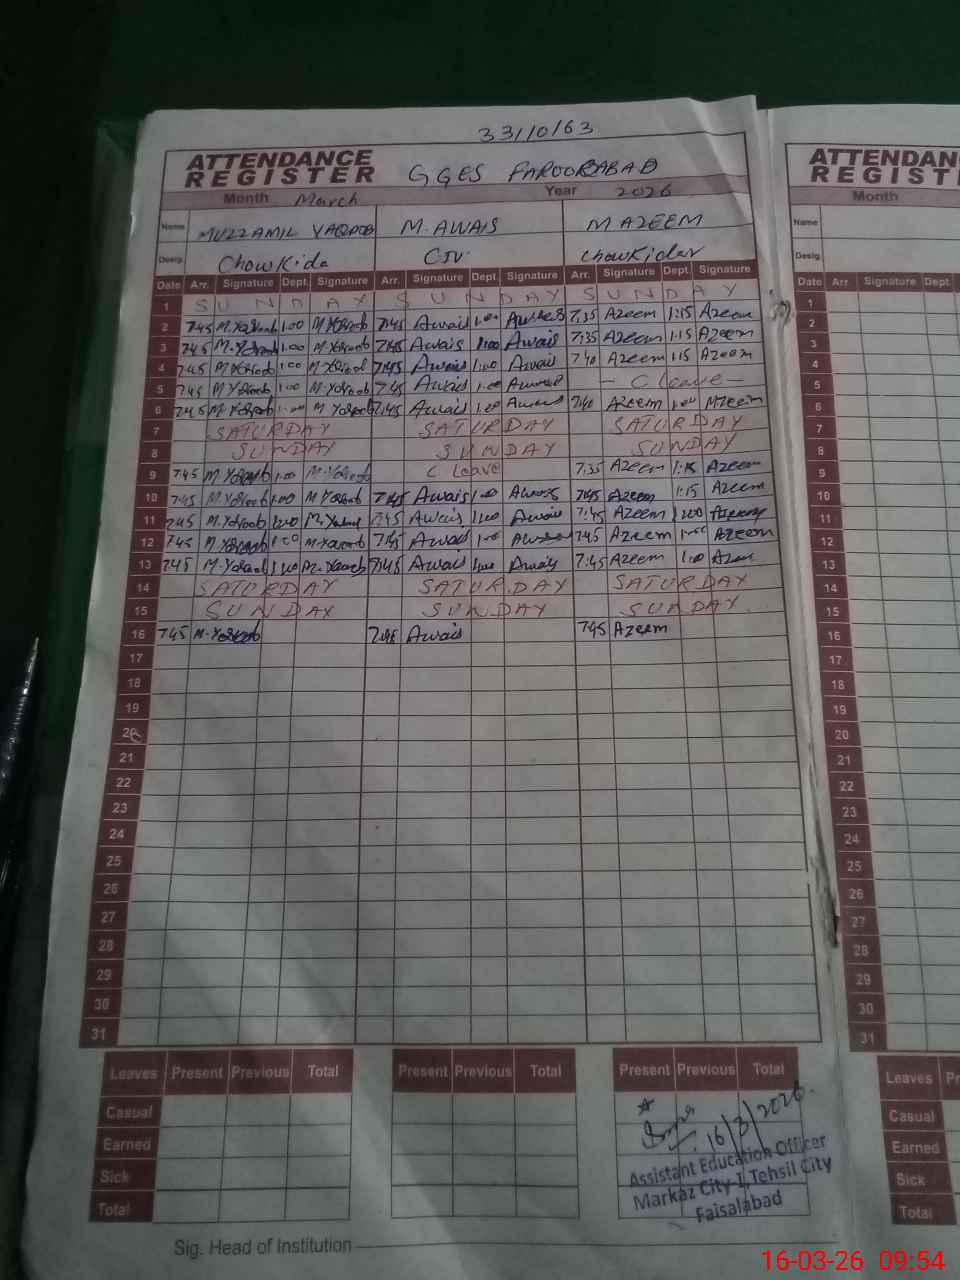 33110163
ATTENDANCE REGISTER GGES FAROOQABAD
Month March Year 2026
Name MUZZAMIL YAQOOB M. AWAIS M AZEEM
Desig. ChowKida CIV. chowKidar
Date Arr. Signature Dept. Signature Arr. Signature Dept. Signature Arr. Signature Dept. Signature
1 SUNDAY SUNDAY SUNDAY
2 7:45 M.Yaqoob 1:00 M.Yaqoob 7:45 Awais 1:00 Awais 7:35 Azeem 1:15 Azeem
3 7:45 M.Yaqoob 1:00 M.Yaqoob 7:45 Awais 1:00 Awais 7:35 Azeem 1:15 Azeem
4 7:45 M.Yaqoob 1:00 M.Yaqoob 7:45 Awais 1:00 Awais 7:40 Azeem 1:15 Azeem
5 7:45 M.Yaqoob 1:00 M.Yaqoob 7:45 Awais 1:00 Awais - C leave -
6 7:45 M.Yaqoob 1:00 M.Yaqoob 7:45 Awais 1:00 Awais 7:40 Azeem 1:00 Azeem
7 SATURDAY SATURDAY SATURDAY
8 SUNDAY SUNDAY SUNDAY
9 7:45 M.Yaqoob 1:00 M.Yaqoob C leave 7:35 Azeem 1:15 Azeem
10 7:45 M.Yaqoob 1:00 M.Yaqoob 7:45 Awais 1:00 Awais 7:45 Azeem 1:15 Azeem
11 7:45 M.Yaqoob 1:00 M.Yaqoob 7:45 Awais 1:00 Awais 7:45 Azeem 1:00 Azeem
12 7:45 M.Yaqoob 1:00 M.Yaqoob 7:45 Awais 1:00 Awais 7:45 Azeem 1:00 Azeem
13 7:45 M.Yaqoob 1:00 M.Yaqoob 7:45 Awais 1:00 Awais 7:45 Azeem 1:00 Azeem
14 SATURDAY SATURDAY SATURDAY
15 SUNDAY SUNDAY SUNDAY
16 7:45 M.Yaqoob 7:45 Awais 7:45 Azeem
17
18
19
20
21
22
23
24
25
26
27
28
29
30
31
Leaves Present Previous Total Present Previous Total Present Previous Total
Casual
Earned
Sick
Total
16/3/2026.
Assistant Education Officer
Markaz City-I, Tehsil City
Faisalabad
Sig. Head of Institution
ATTENDAN
REGIST
Month
Name
Desig.
Date Arr. Signature Dept.
1
2
3
4
5
6
7
8
9
10
11
12
13
14
15
16
17
18
19
20
21
22
23
24
25
26
27
28
29
30
31
Leaves Pr
Casual
Earned
Sick
Total
16-03-26 09:54